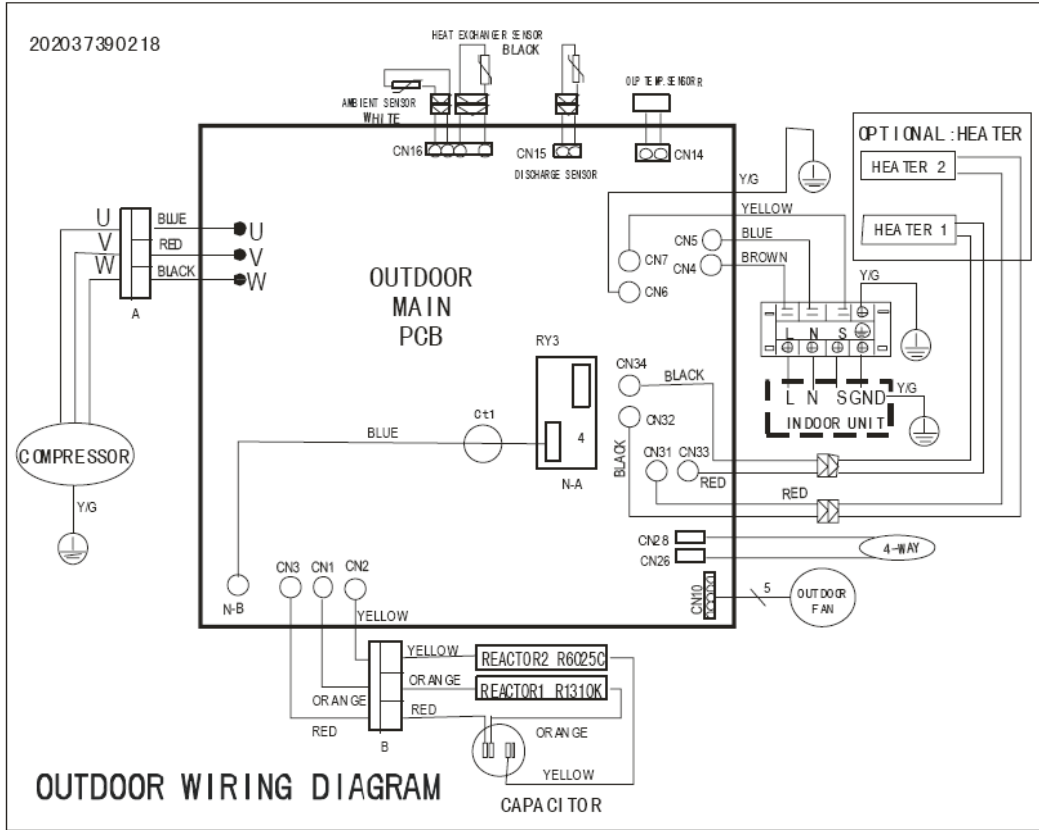 202037390218
HEAT EXCHANGER SENSOR
BLACK
AMBIENT SENSOR
WHITE
OLP TEMP. SENSOR R
CN16
CN15
DISCHARGE SENSOR
CN14
OPTIONAL :HEATER
HEATER 2
HEATER 1
Y/G
YELLOW
BLUE
BROWN
CN5
CN7
CN4
CN6
Y/G
U
V
W
BLUE
RED
BLACK
U
V
W
A
OUTDOOR
MAIN
PCB
L N S
L N S GND
INDOOR UNIT
Y/G
RY3
4
N-A
Ct1
BLUE
CN34
BLACK
CN32
BLACK
CN31
CN33
RED
RED
COMPRESSOR
Y/G
CN28
CN26
4-WAY
CN10
5
OUTDOOR
FAN
N-B
CN3
CN1
CN2
YELLOW
YELLOW
REACTOR2 R6025C
ORANGE
ORANGE
REACTOR1 R1310K
RED
RED
B
ORANGE
YELLOW
CAPACITOR
OUTDOOR WIRING DIAGRAM